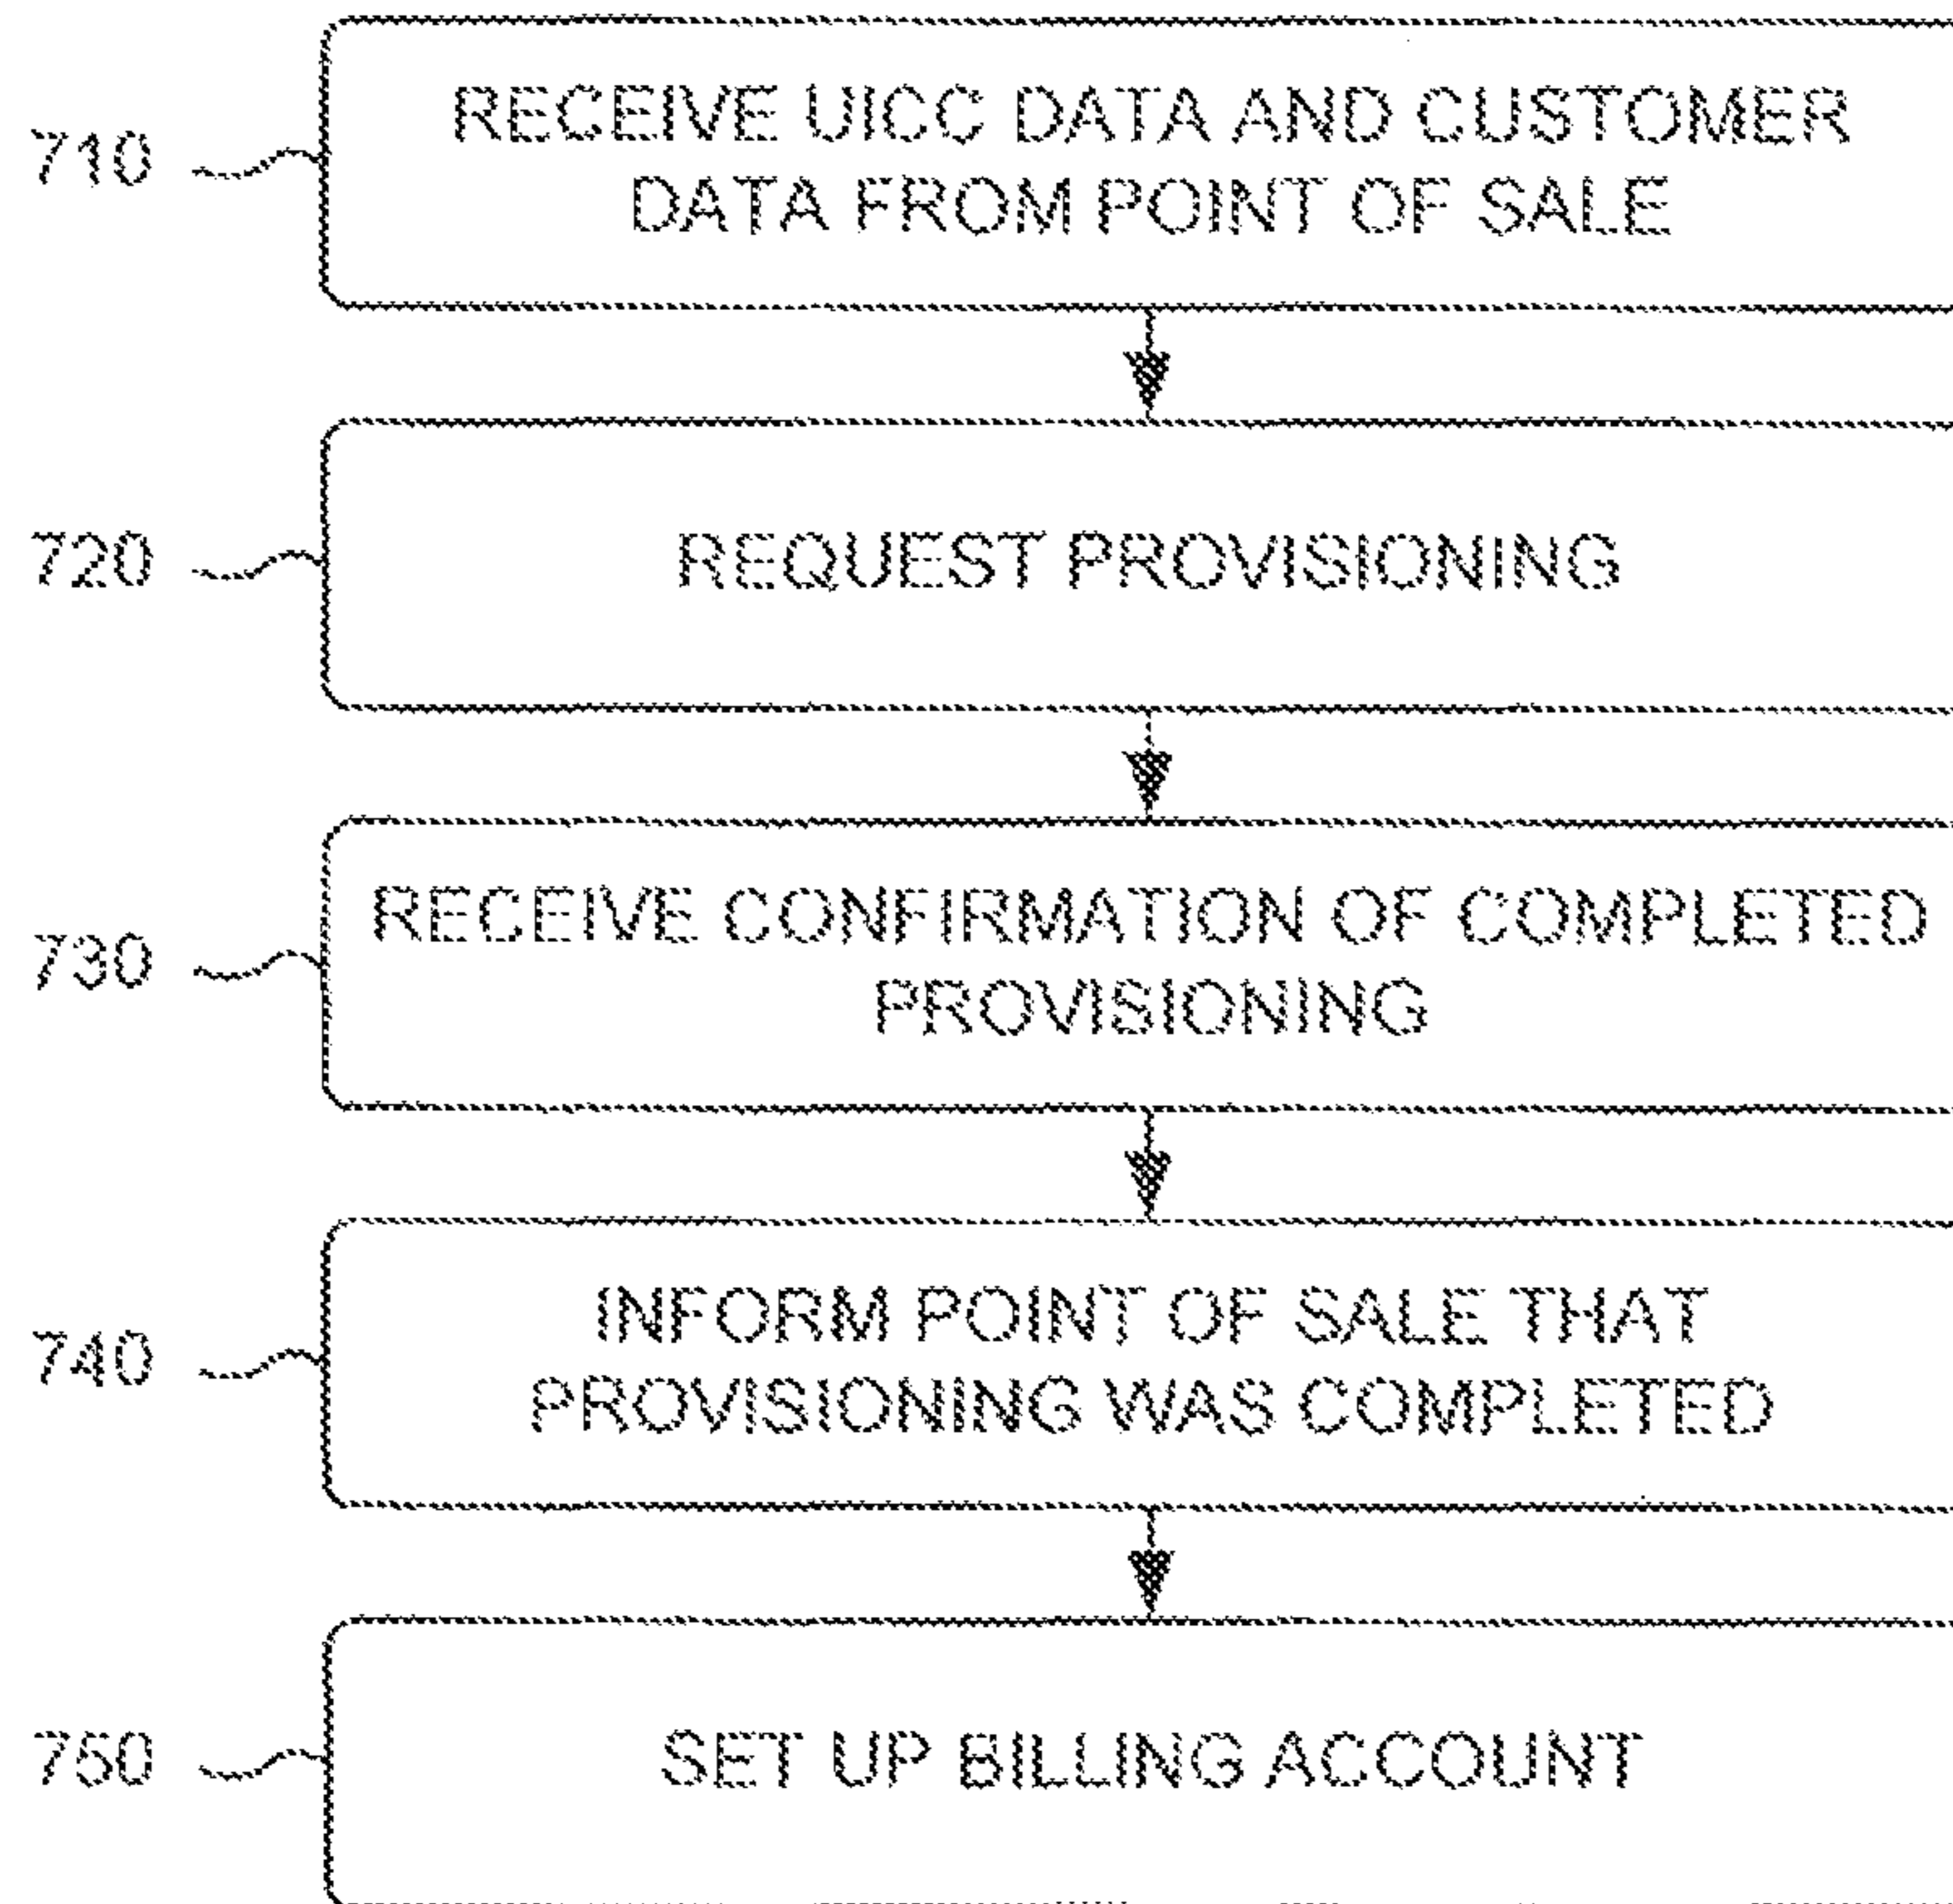 710
RECEIVE UICC DATA AND CUSTOMER
DATA FROM POINT OF SALE
720
REQUEST PROVISIONING
730
RECEIVE CONFIRMATION OF COMPLETED
PROVISIONING
740
INFORM POINT OF SALE THAT
PROVISIONING WAS COMPLETED
750
SET UP BILLING ACCOUNT